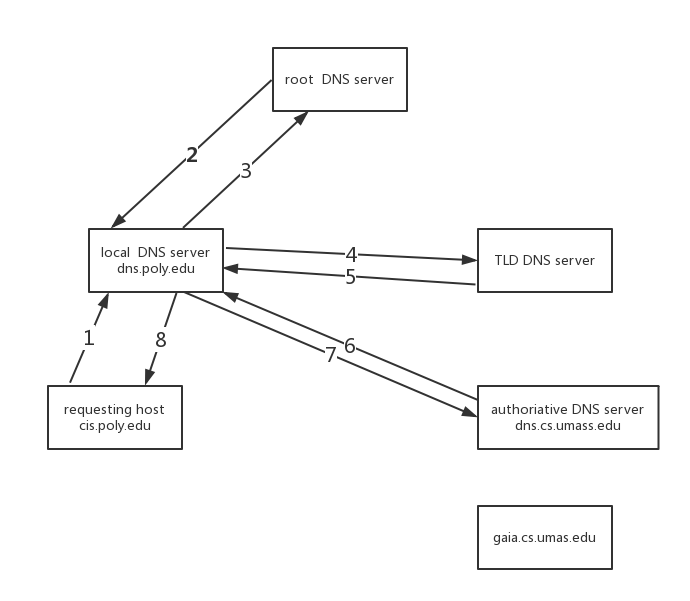 root  DNS server
2
3
local  DNS server
dns.poly.edu
4
TLD DNS server
5
1
8
6
7
requesting host
cis.poly.edu
authoriative DNS server
dns.cs.umass.edu
gaia.cs.umas.edu